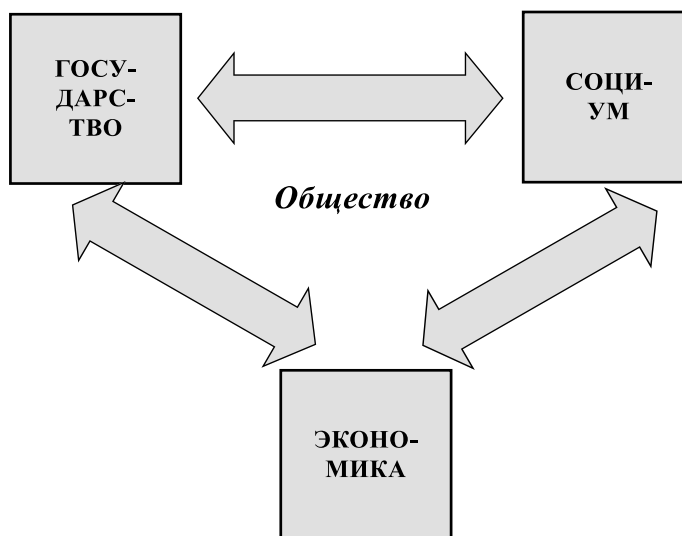 ГОСУ-
ДАРС-
ТВО
СОЦИ-
УМ
Общество
ЭКОНО-
МИКА